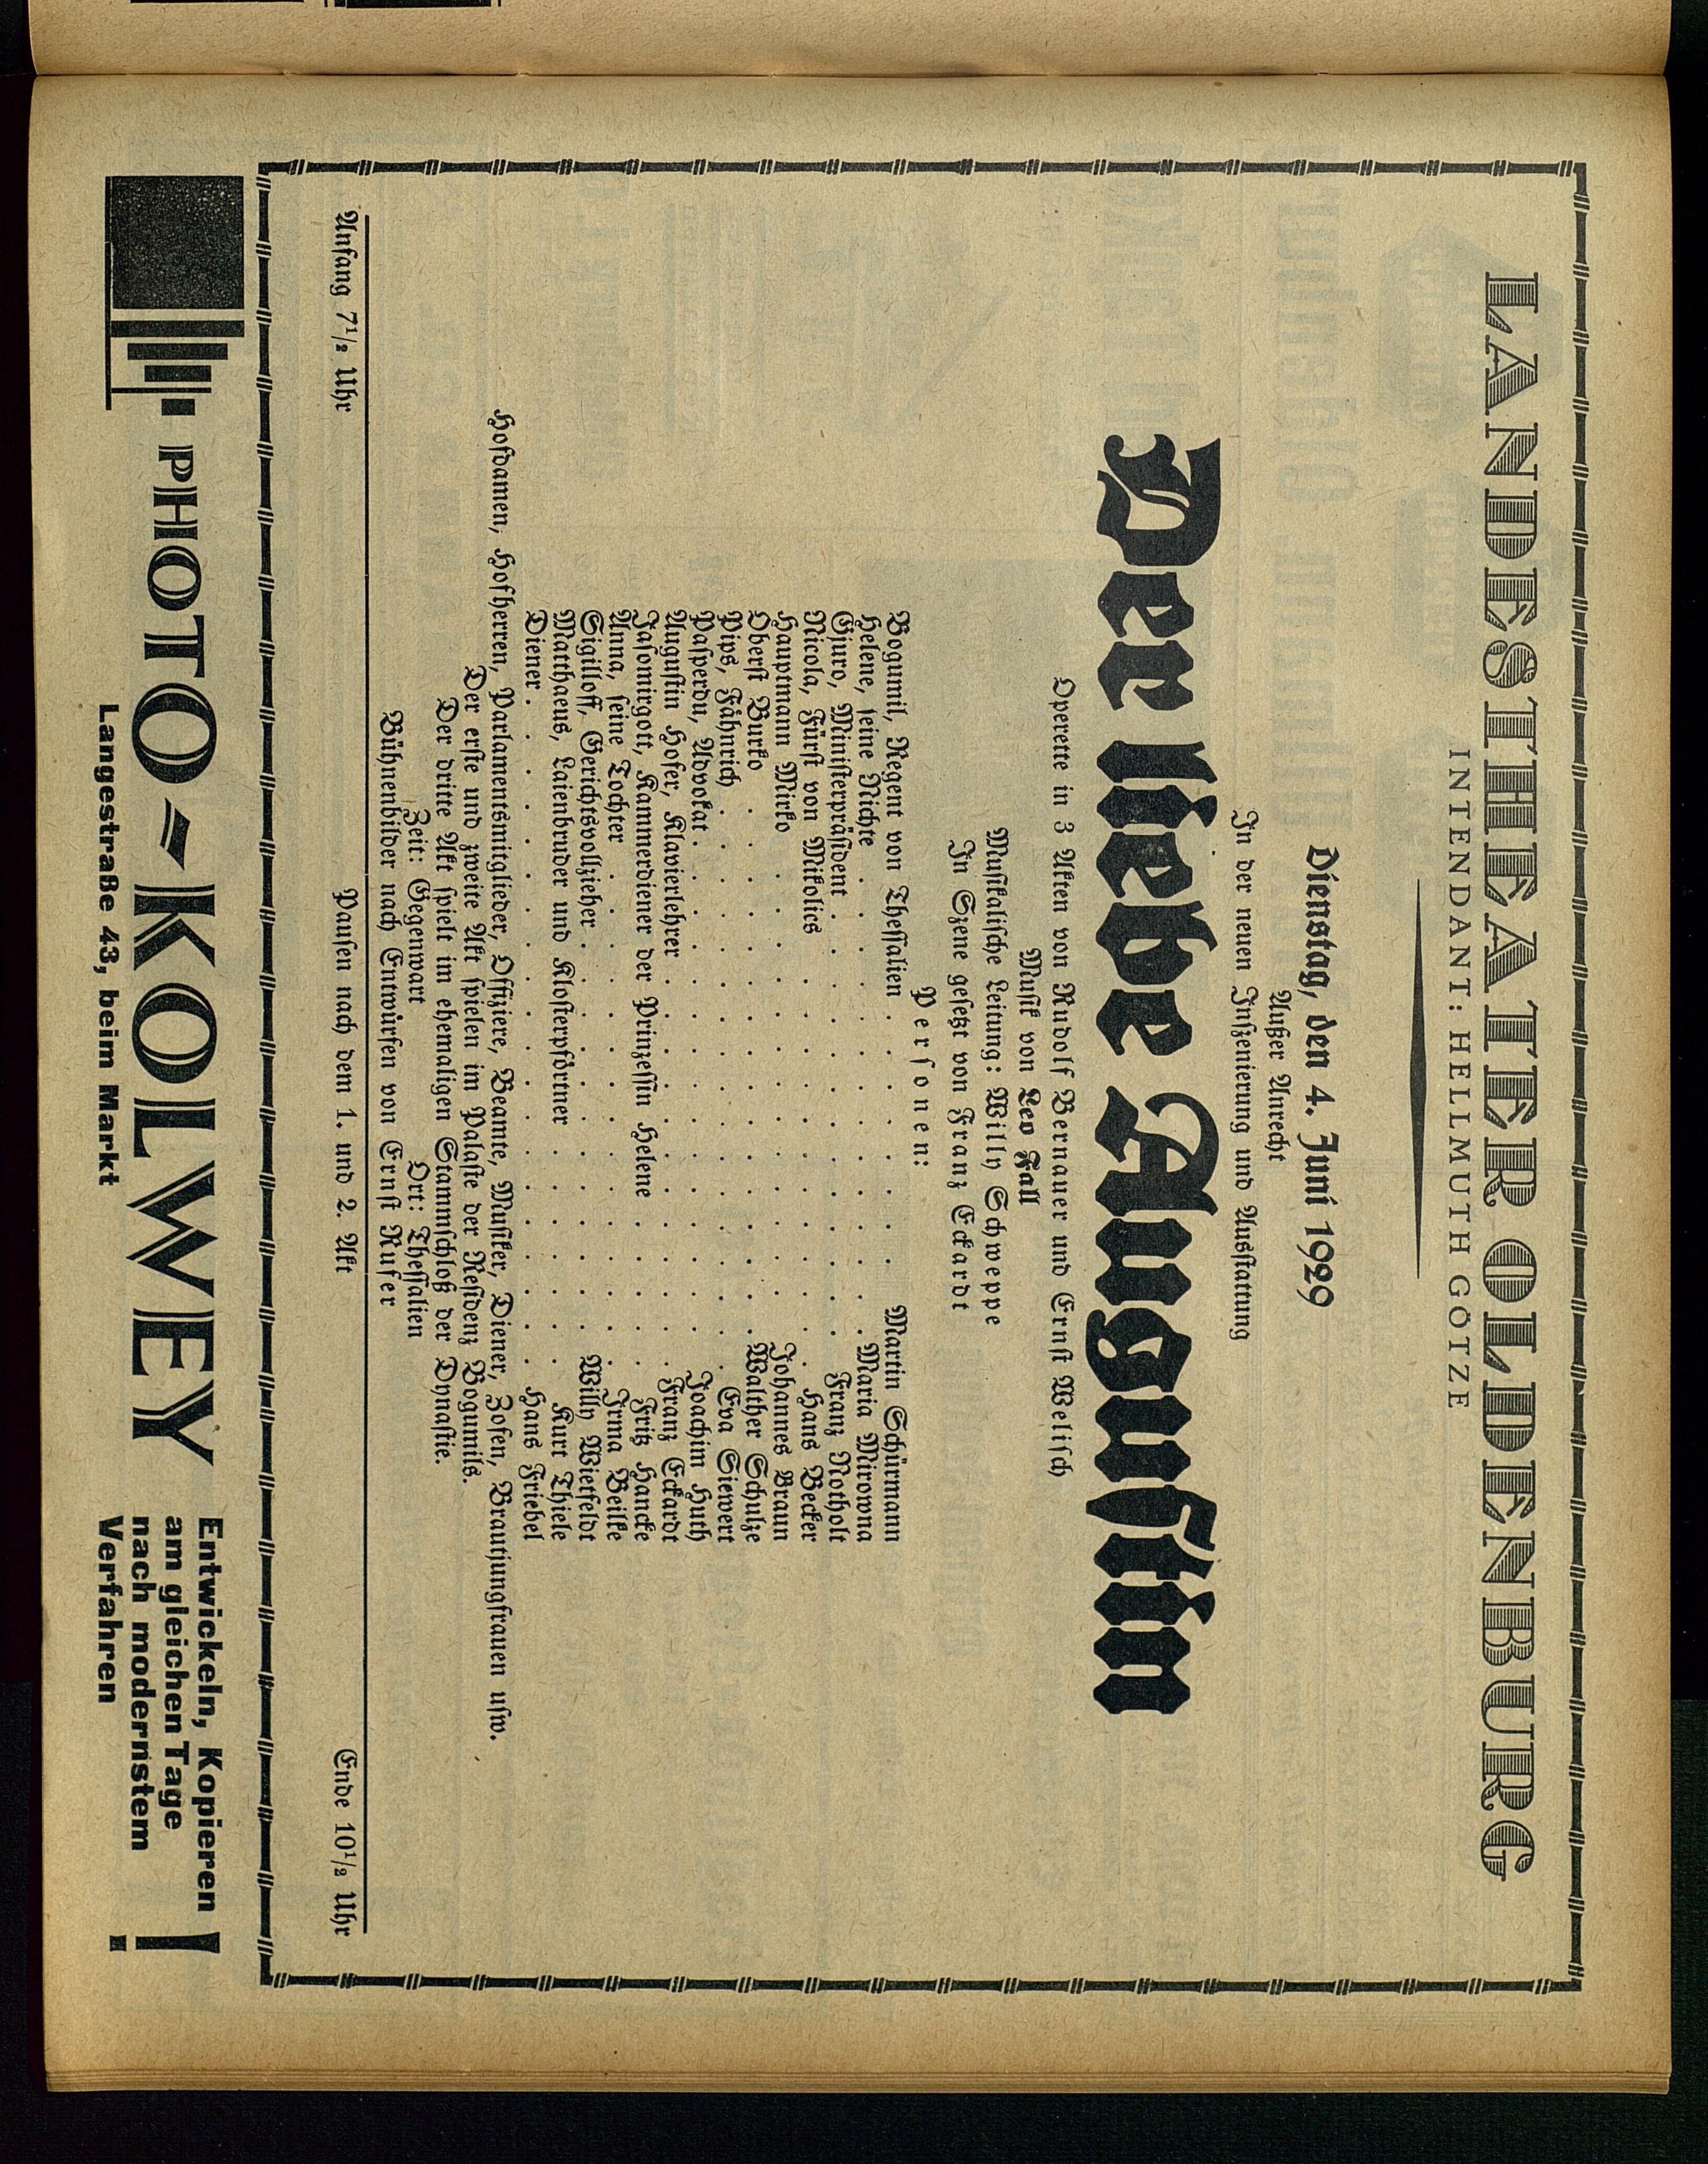 LANDESTHEATER OLDENBURG
INTENDANT: HELLMUTH GÖTZE
Dienstag, den 4. Juni 1929
Außer Anrecht
In der neuen Inszenierung und Ausstattung
Der liebe Augustin
Operette in 3 Akten von Rudolf Bernauer und Ernst Welisch
Musik von Leo Fall
Musikalische Leitung: Willy Schweppe
In Szene gesetzt von Franz Eckardt
Personen:
Bogumil, Regent von Thessalien . . . . . . . . Martin Schürmann
Helene, seine Nichte . . . . . . . . . . . . Maria Mirowna
Gjuro, Ministerpräsident . . . . . . . . . . . Franz Notholt
Nicola, Fürst von Mikolics . . . . . . . . . . . Hans Becker
Hauptmann Mirko . . . . . . . . . . . . Johannes Braun
Oberst Burko . . . . . . . . . . . . . Walther Schulze
Pips, Fähnrich . . . . . . . . . . . . . . Eva Siewert
Pasperdu, Advokat . . . . . . . . . . . . . Joachim Huth
Augustin Hofer, Klavierlehrer . . . . . . . . . . Franz Eckardt
Jasomirgott, Kammerdiener der Prinzessin Helene . . . . . Fritz Hancke
Anna, seine Tochter . . . . . . . . . . . . . Irma Beilke
Sigiloff, Gerichtsvollzieher . . . . . . . . . . Willy Wietfeldt
Matthaeus, Laienbruder und Klosterpförtner . . . . . . Kurt Thiele
Diener . . . . . . . . . . . . . . . . Hans Friebel
Hofdamen, Hofherren, Parlamentsmitglieder, Offiziere, Beamte, Musiker, Diener, Zofen, Brautjungfrauen usw.
Der erste und zweite Akt spielen im Palaste der Residenz Bogumils.
Der dritte Akt spielt im ehemaligen Stammschloß der Dynastie.
Zeit: Gegenwart Ort: Thessalien
Bühnenbilder nach Entwürfen von Ernst Rufer
Anfang 7½ Uhr Pausen nach dem 1. und 2. Akt Ende 10½ Uhr
PHOTO-KOLWEY
Langestraße 43, beim Markt
Entwickeln, Kopieren
am gleichen Tage
nach modernstem
Verfahren !